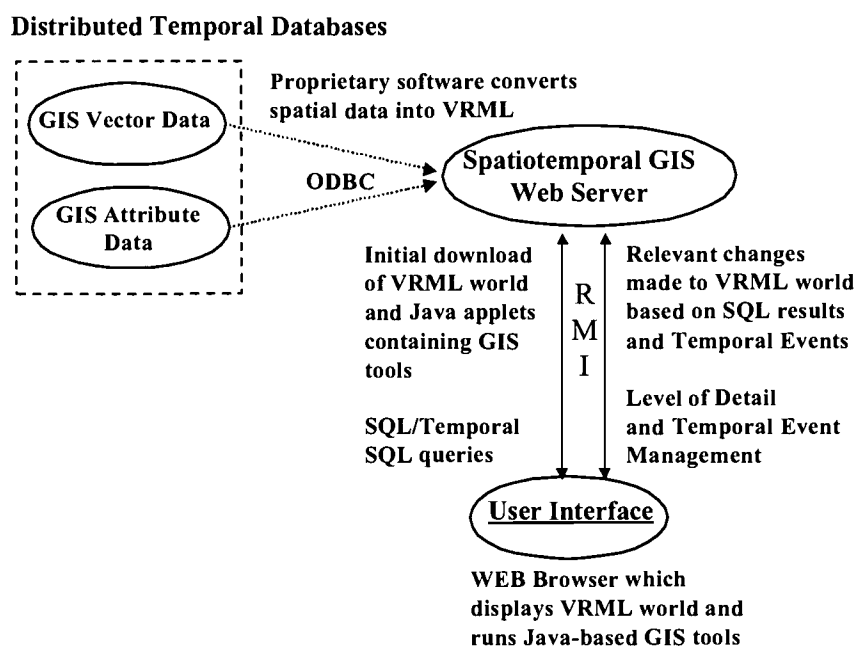 Distributed Temporal Databases
GIS Vector Data
Proprietary software converts
spatial data into VRML
ODBC
GIS Attribute
Data
Spatiotemporal GIS
Web Server
Initial download
of VRML world
and Java applets
containing GIS
tools
SQL/Temporal
SQL queries
R
M
I
Relevant changes
made to VRML world
based on SQL results
and Temporal Events
Level of Detail
and Temporal Event
Management
User Interface
WEB Browser which
displays VRML world and
runs Java-based GIS tools